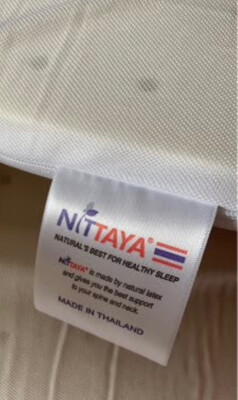 NITTAYA®
NATURAL'S BEST FOR HEALTHY SLEEP
NITTAYA® is made by natural latex
and gives you the best support
to your spine and neck.
MADE IN THAILAND